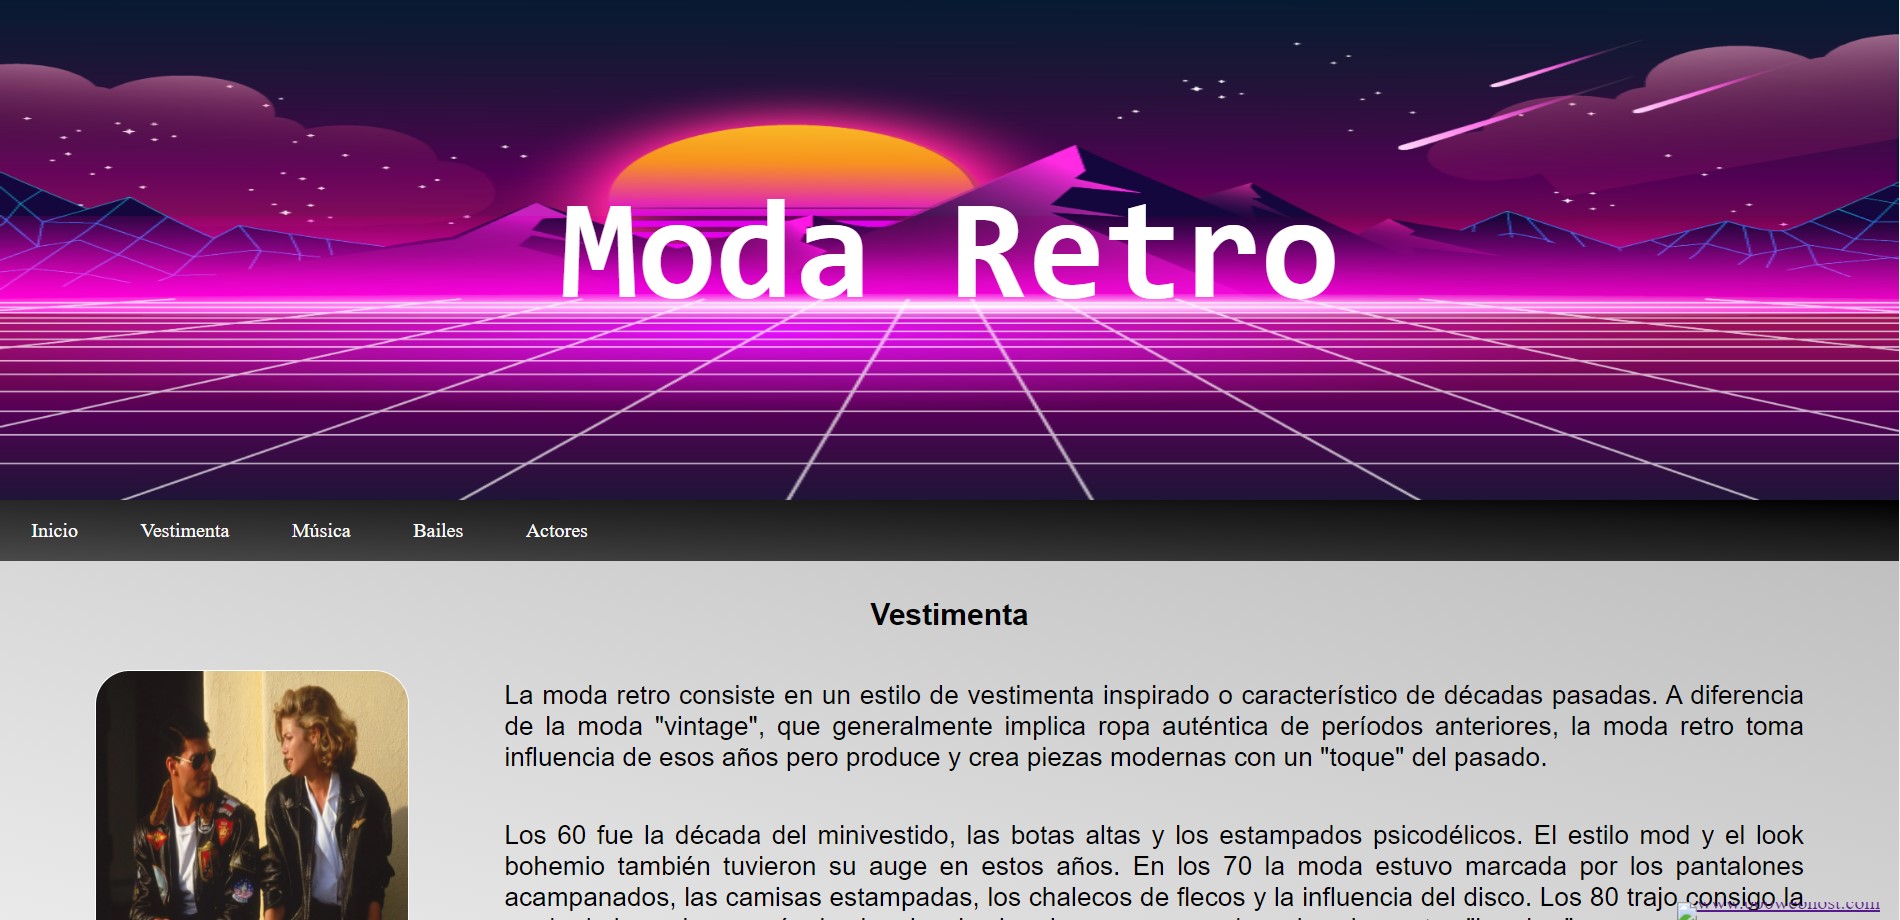 Moda Retro
Inicio Vestimenta Música Bailes Actores
Vestimenta
La moda retro consiste en un estilo de vestimenta inspirado o característico de décadas pasadas. A diferencia
de la moda "vintage", que generalmente implica ropa auténtica de períodos anteriores, la moda retro toma
influencia de esos años pero produce y crea piezas modernas con un "toque" del pasado.
Los 60 fue la década del minivestido, las botas altas y los estampados psicodélicos. El estilo mod y el look
bohemio también tuvieron su auge en estos años. En los 70 la moda estuvo marcada por los pantalones
acampanados, las camisas estampadas, los chalecos de flecos y la influencia del disco. Los 80 trajo consigo la